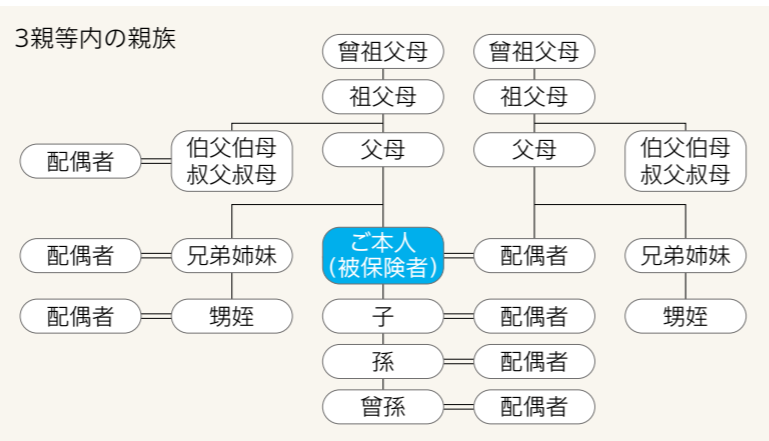 3親等内の親族
曾祖父母
曾祖父母
祖父母
祖父母
配偶者
伯父伯母
叔父叔母
父母
父母
伯父伯母
叔父叔母
配偶者
兄弟姉妹
ご本人
(被保険者)
配偶者
兄弟姉妹
配偶者
甥姪
子
配偶者
甥姪
孫
配偶者
曾孫
配偶者